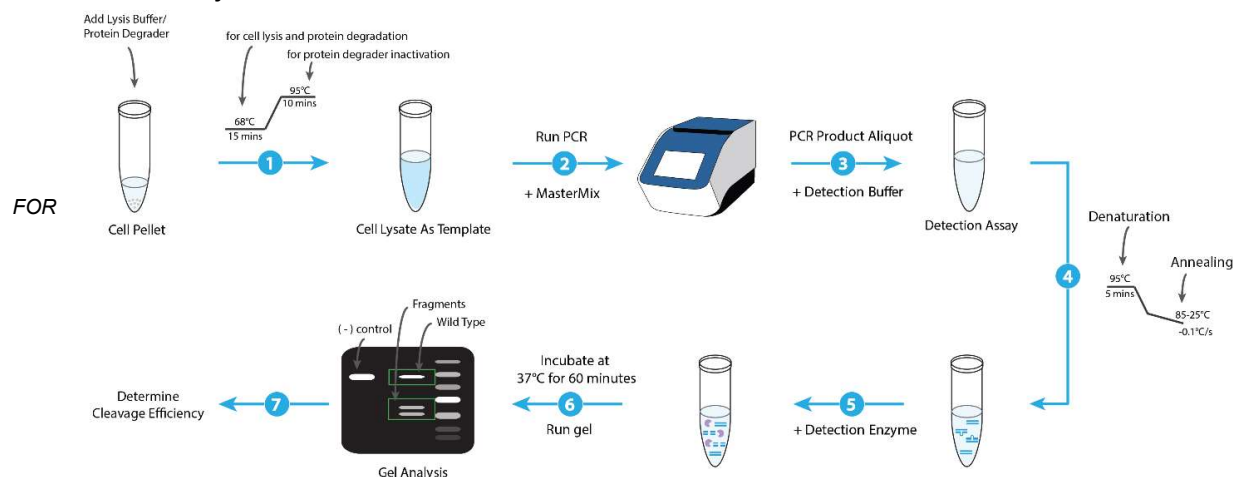 Add Lysis Buffer/
Protein Degrader
for cell lysis and protein degradation
for protein degrader inactivation
95°C
10 mins
68°C
15 mins
1
Run PCR
2
+ MasterMix
PCR Product Aliquot
3
+ Detection Buffer
FOR
Cell Pellet
Cell Lysate As Template
Detection Assay
4
Denaturation
95°C
5 mins
Annealing
85-25°C
-0.1°C/s
Fragments
Wild Type
(-) control
Determine
Cleavage Efficiency
7
Gel Analysis
Incubate at
37°C for 60 minutes
6
Run gel
5
+ Detection Enzyme